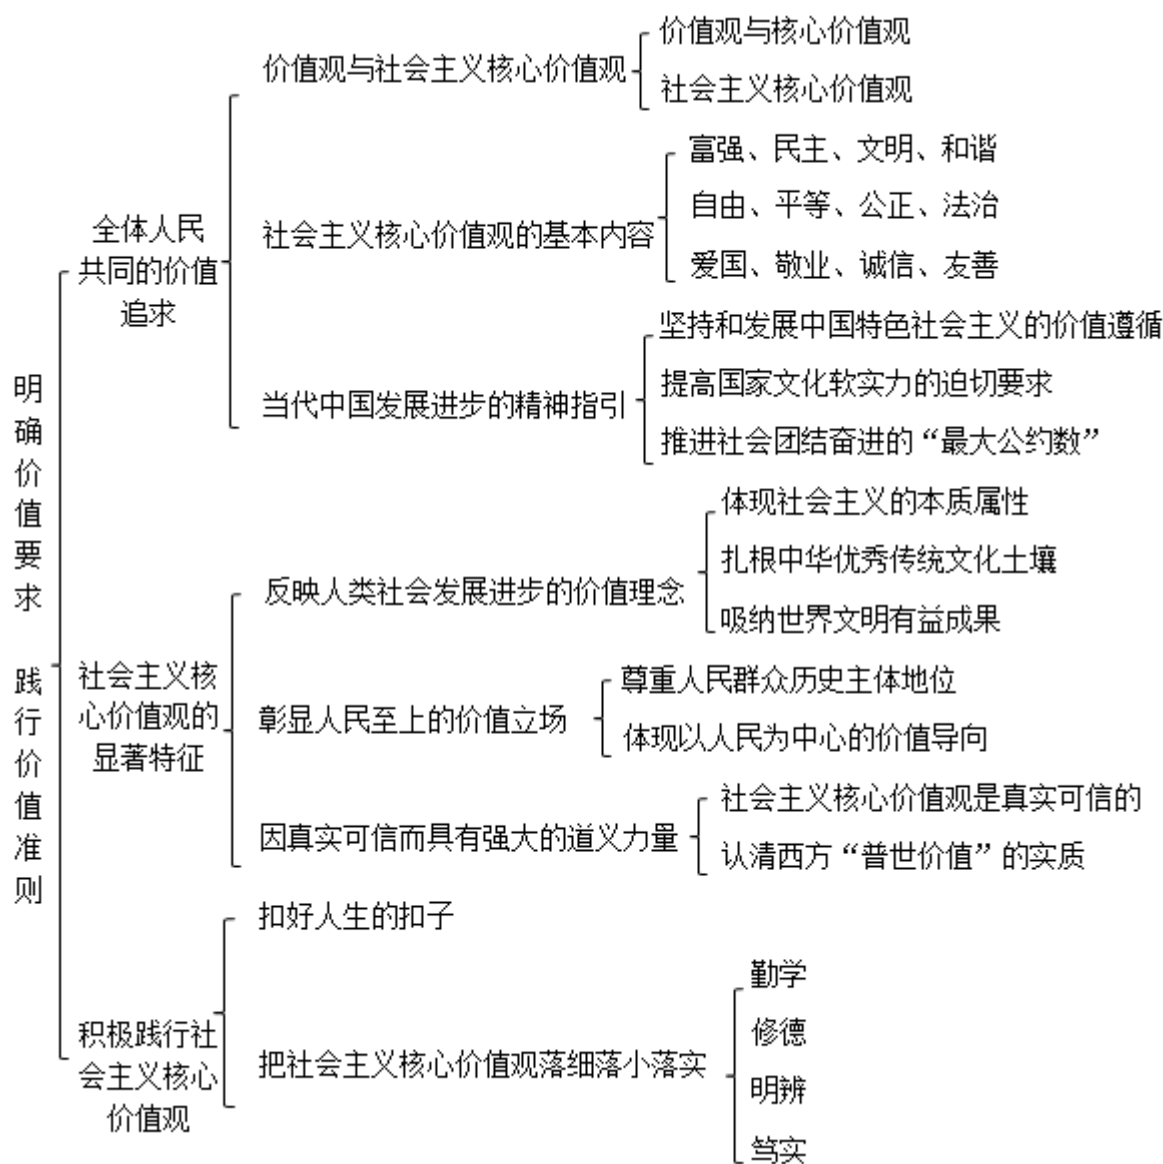 明确价值要求 践行价值准则
全体人民
共同的价值
追求
价值观与社会主义核心价值观
价值观与核心价值观
社会主义核心价值观
社会主义核心价值观的基本内容
富强、民主、文明、和谐
自由、平等、公正、法治
爱国、敬业、诚信、友善
当代中国发展进步的精神指引
坚持和发展中国特色社会主义的价值遵循
提高国家文化软实力的迫切要求
推进社会团结奋进的“最大公约数”
社会主义核
心价值观的
显著特征
反映人类社会发展进步的价值理念
体现社会主义的本质属性
扎根中华优秀传统文化土壤
吸纳世界文明有益成果
彰显人民至上的价值立场
尊重人民群众历史主体地位
体现以人民为中心的价值导向
因真实可信而具有强大的道义力量
社会主义核心价值观是真实可信的
认清西方“普世价值”的实质
积极践行社
会主义核心
价值观
扣好人生的扣子
把社会主义核心价值观落细落小落实
勤学
修德
明辨
笃实